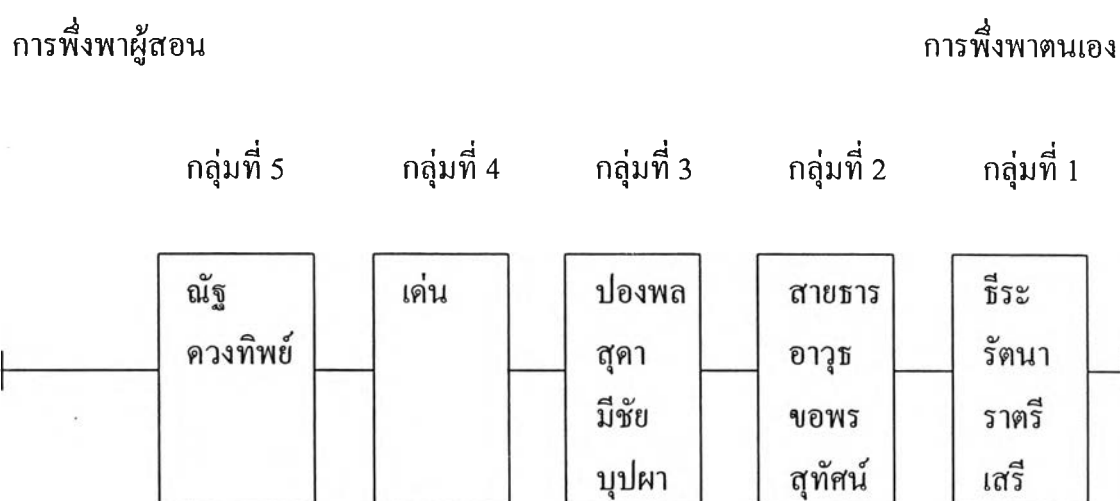 การพึ่งพาผู้สอน การพึ่งพาตนเอง
กลุ่มที่ 5 กลุ่มที่ 4 กลุ่มที่ 3 กลุ่มที่ 2 กลุ่มที่ 1
ณัฐ เด่น ปองพล สายธาร ธีระ
ดวงทิพย์ สุดา อาวุธ รัตนา
มีชัย ขอพร ราตรี
บุปผา สุทัศน์ เสรี